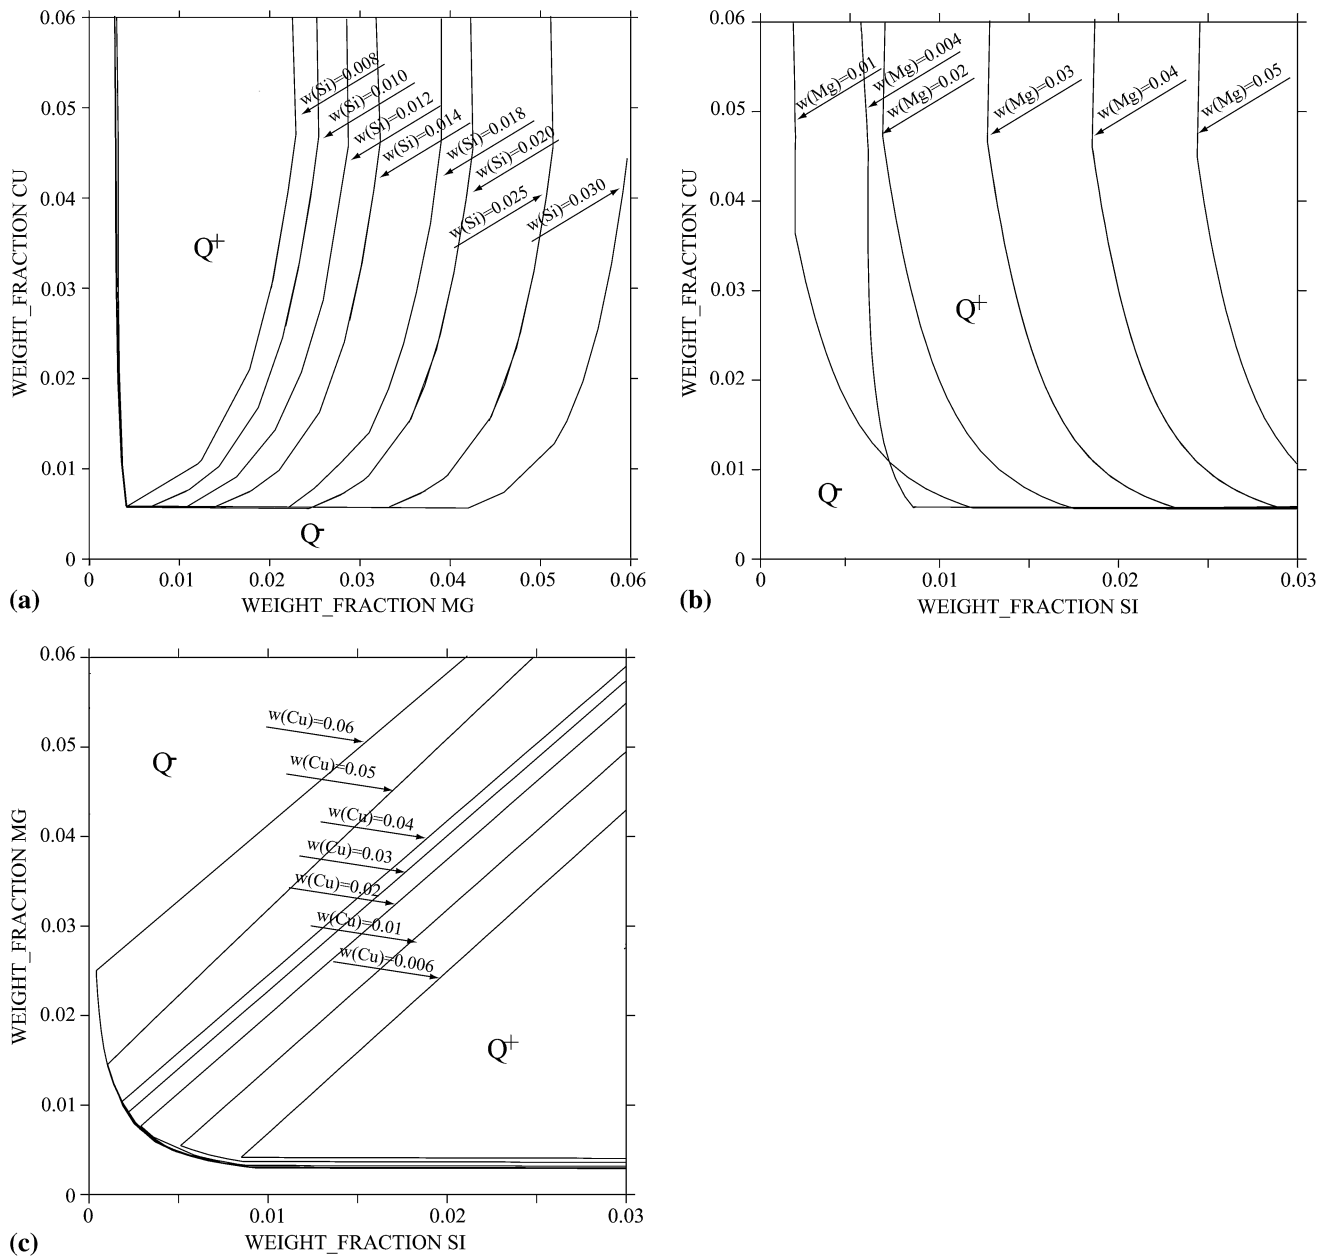 0.06
0.05
0.04
0.03
0.02
0.01
0
WEIGHT_FRACTION CU
w(Si)=0.008
w(Si)=0.010
w(Si)=0.012
w(Si)=0.014
w(Si)=0.018
w(Si)=0.020
w(Si)=0.025
w(Si)=0.030
Q+
Q-
0 0.01 0.02 0.03 0.04 0.05 0.06
WEIGHT_FRACTION MG
(a)
0.06
0.05
0.04
0.03
0.02
0.01
0
WEIGHT_FRACTION CU
w(Mg)=0.01
w(Mg)=0.004
w(Mg)=0.02
w(Mg)=0.03
w(Mg)=0.04
w(Mg)=0.05
Q+
Q-
0 0.01 0.02 0.03
WEIGHT_FRACTION SI
(b)
0.06
0.05
0.04
0.03
0.02
0.01
0
WEIGHT_FRACTION MG
w(Cu)=0.06
Q-
w(Cu)=0.05
w(Cu)=0.04
w(Cu)=0.03
w(Cu)=0.02
w(Cu)=0.01
w(Cu)=0.006
Q+
0 0.01 0.02 0.03
WEIGHT_FRACTION SI
(c)